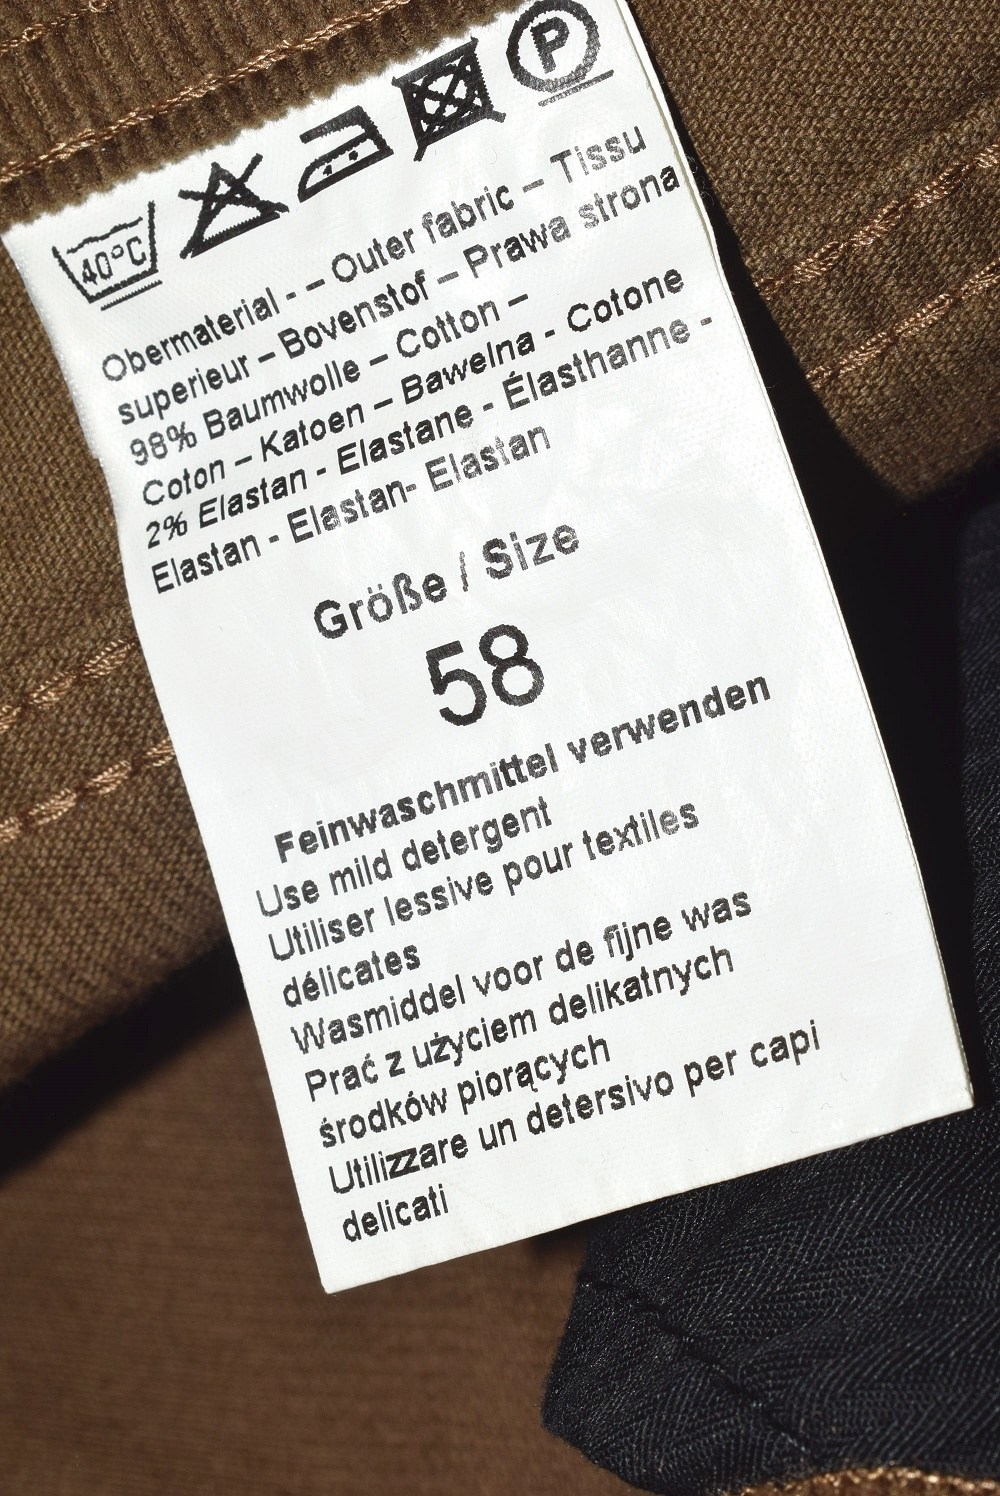 P
40°C
Obermaterial - – Outer fabric – Tissu
superieur – Bovenstof – Prawa strona
98% Baumwolle – Cotton –
Coton – Katoen – Bawełna - Cotone
2% Elastan - Elastane - Élasthanne -
Elastan - Elastan- Elastan
Größe / Size
58
Feinwaschmittel verwenden
Use mild detergent
Utiliser lessive pour textiles
délicates
Wasmiddel voor de fijne was
Prać z użyciem delikatnych
środków piorących
Utilizzare un detersivo per capi
delicati